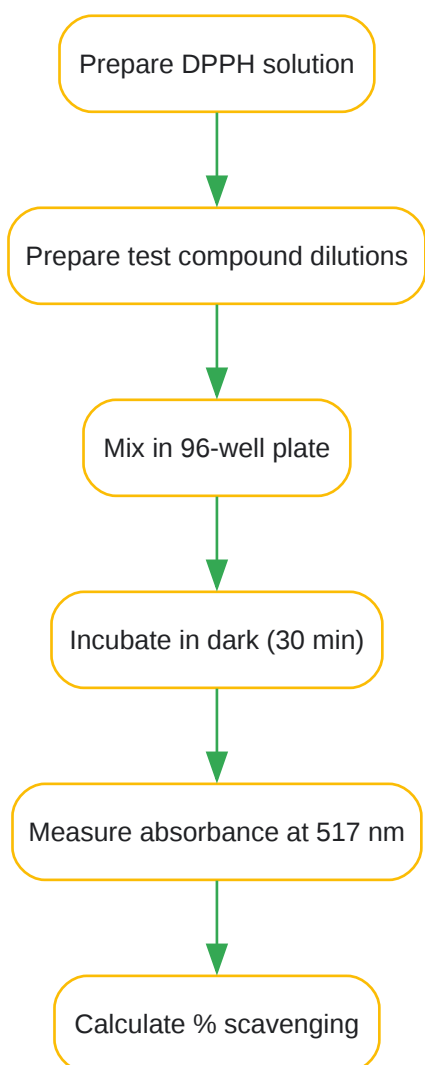 Prepare DPPH solution
Prepare test compound dilutions
Mix in 96-well plate
Incubate in dark (30 min)
Measure absorbance at 517 nm
Calculate % scavenging